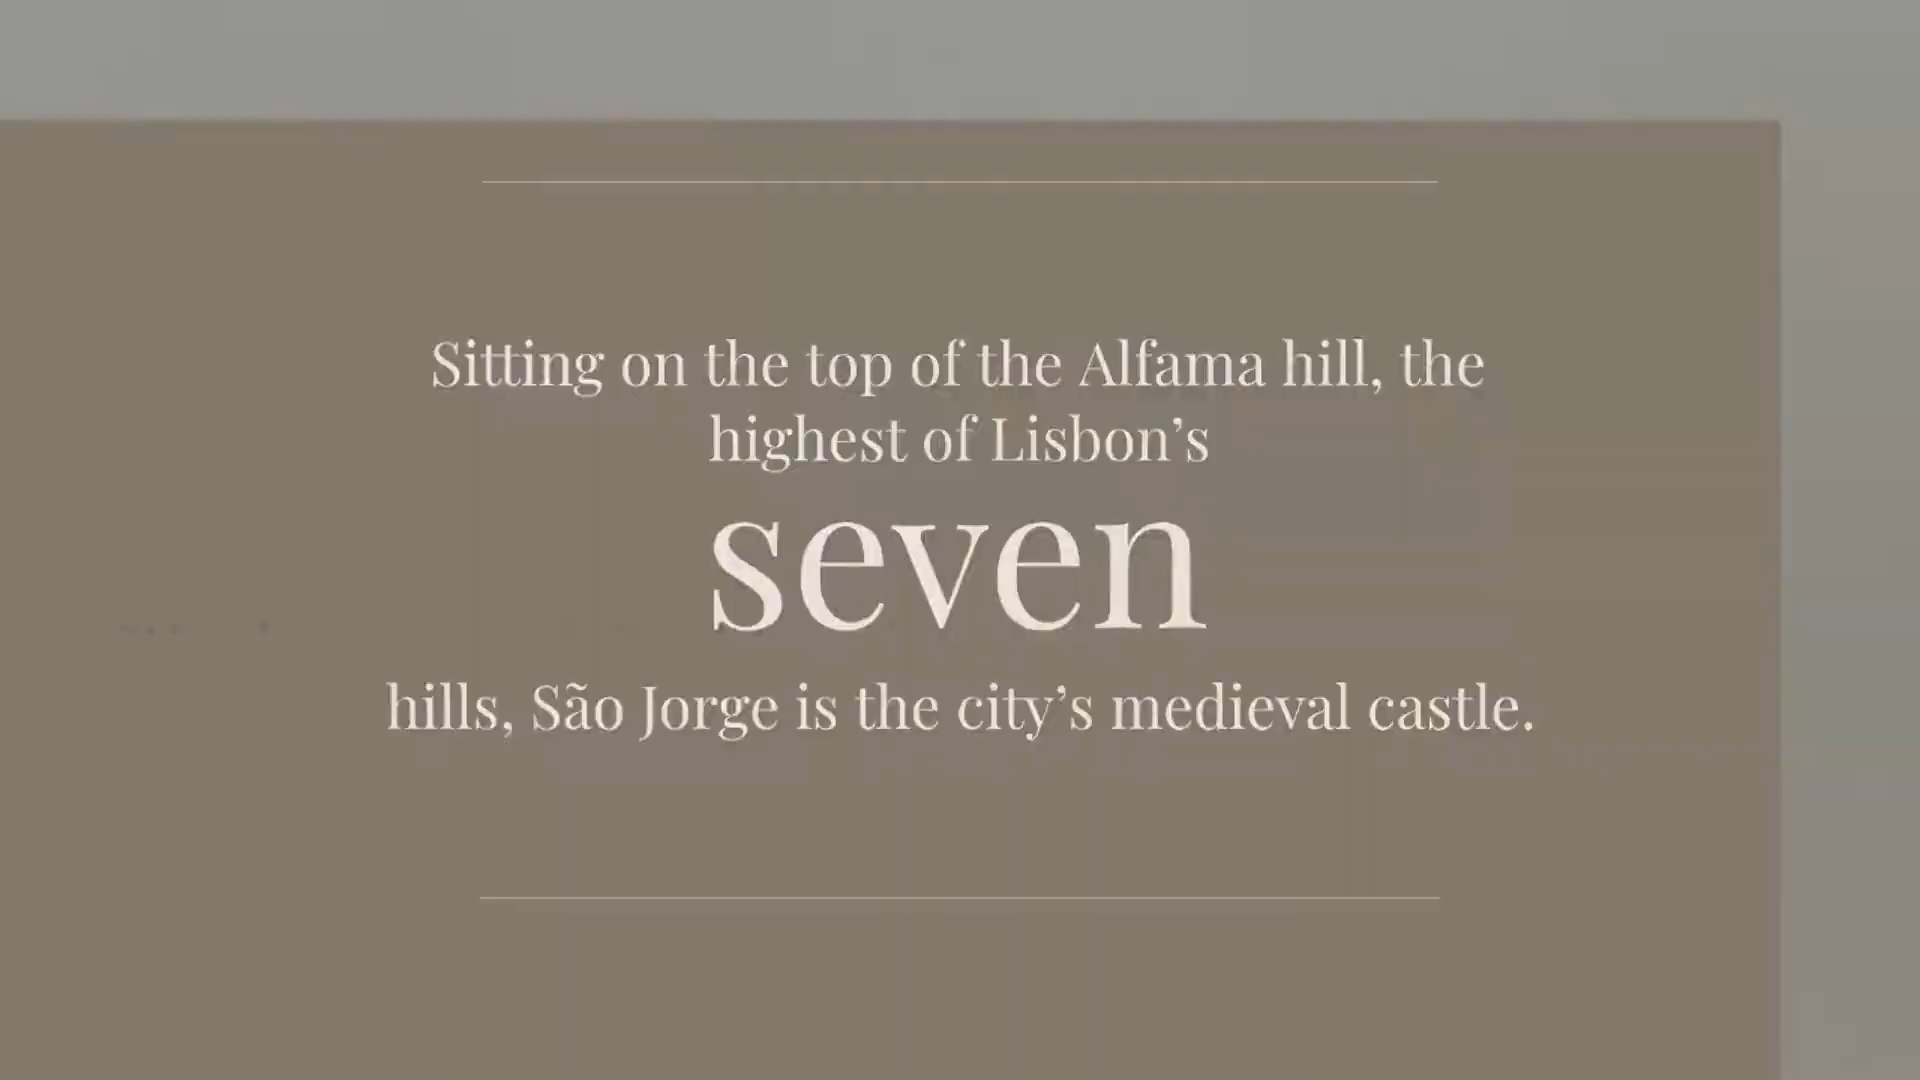 Sitting on the top of the Alfama hill, the
highest of Lisbon’s
seven
hills, São Jorge is the city’s medieval castle.